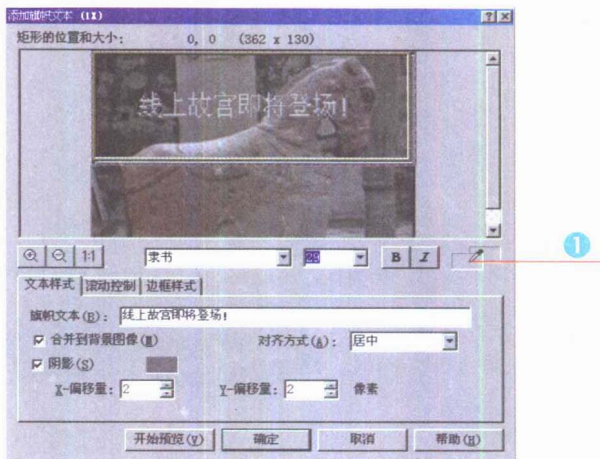 添加旗帜文本 (1X)
矩形的位置和大小: 0, 0 (362 x 130)
线上故宫即将登场!
1:1 隶书 29 B I
1
文本样式 滚动控制 边框样式
旗帜文本(B): 线上故宫即将登场!
合并到背景图像(M) 对齐方式(A): 居中
阴影(S)
X-偏移量: 2 Y-偏移量: 2 像素
开始预览(V) 确定 取消 帮助(H)